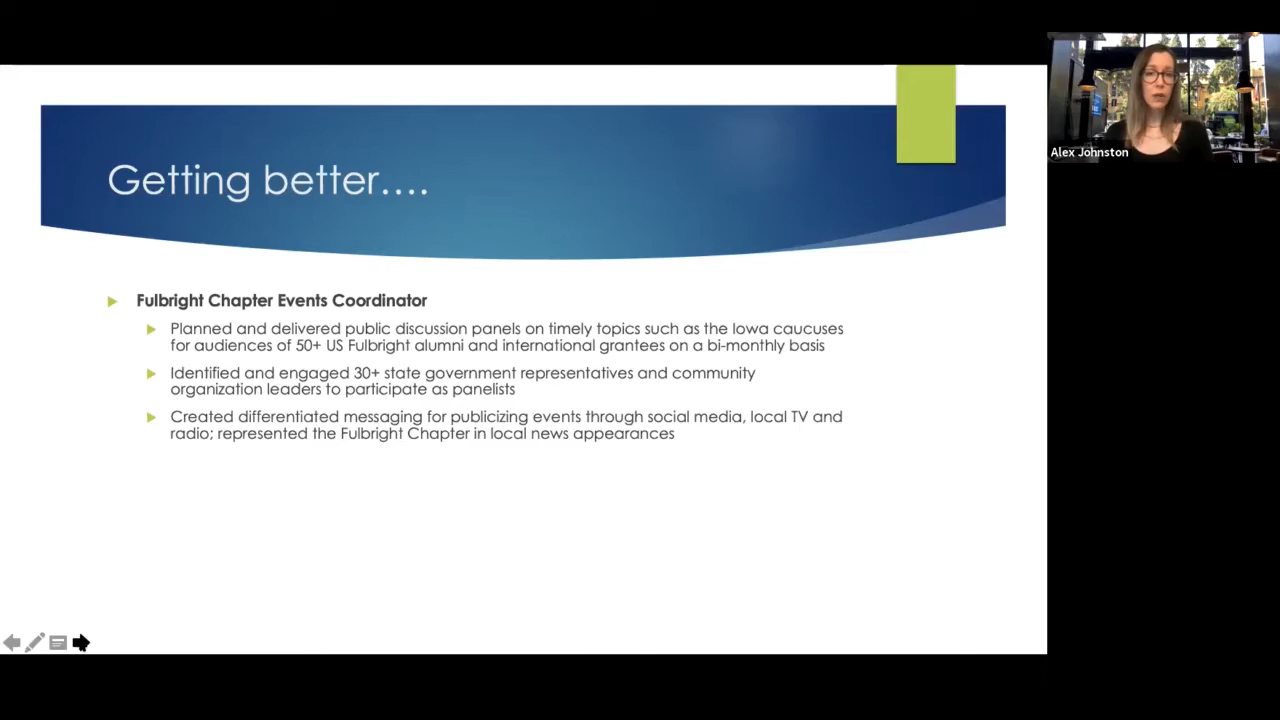 Getting better....
Alex Johnston
Fulbright Chapter Events Coordinator
Planned and delivered public discussion panels on timely topics such as the Iowa caucuses
for audiences of 50+ US Fulbright alumni and international grantees on a bi-monthly basis
Identified and engaged 30+ state government representatives and community
organization leaders to participate as panelists
Created differentiated messaging for publicizing events through social media, local TV and
radio; represented the Fulbright Chapter in local news appearances